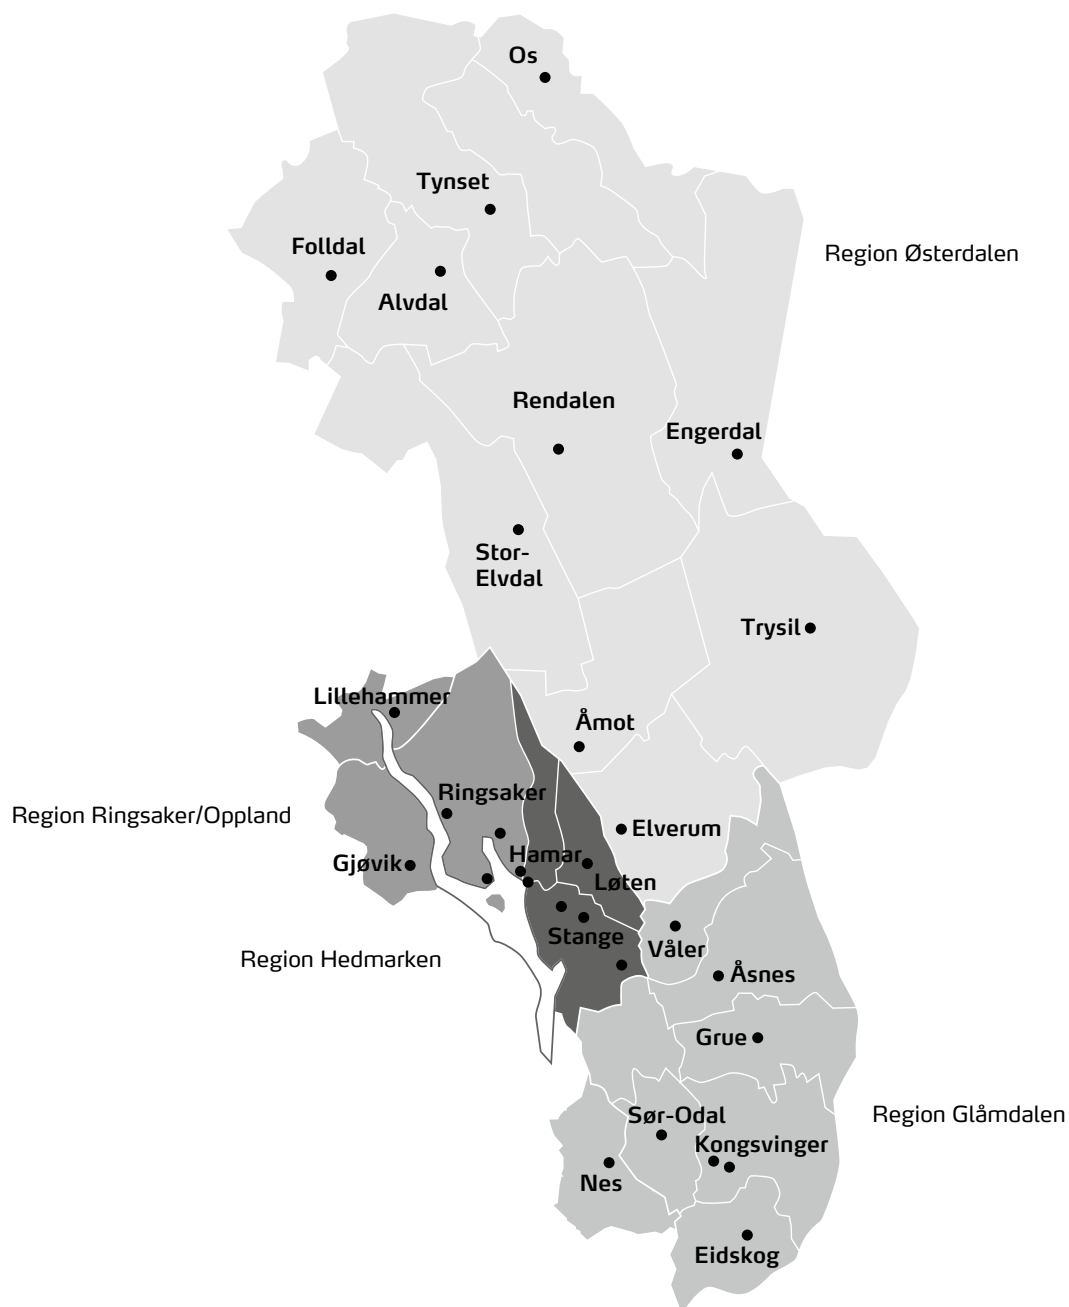 Os
Tynset
Folldal
Region Østerdalen
Alvdal
Rendalen
Engerdal
Stor-
Elvdal
Trysil
Lillehammer
Åmot
Ringsaker
Region Ringsaker/Oppland
Elverum
Hamar
Gjøvik
Løten
Stange
Våler
Region Hedmarken
Åsnes
Grue
Sør-Odal
Region Glåmdalen
Kongsvinger
Nes
Eidskog